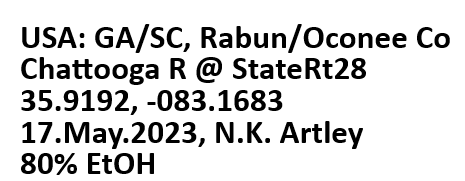 USA: GA/SC, Rabun/Oconee Co
Chattooga R @ StateRt28
35.9192, -083.1683
17.May.2023, N.K. Artley
80% EtOH